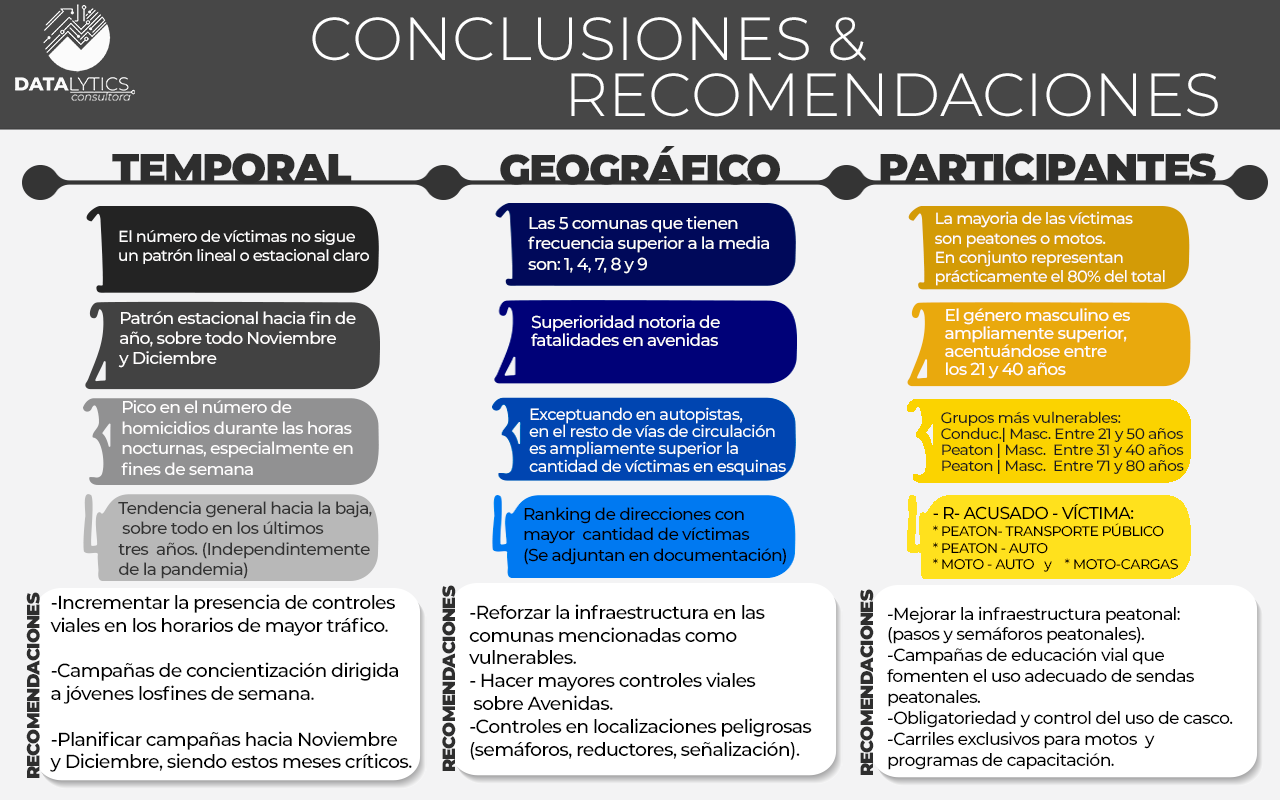 DATALYTICS
consultora
CONCLUSIONES &
RECOMENDACIONES
TEMPORAL
1
El número de víctimas no sigue
un patrón lineal o estacional claro
2
Patrón estacional hacia fin de
año, sobre todo Noviembre
y Diciembre
3
Pico en el número de
homicidios durante las horas
nocturnas, especialmente en
fines de semana
4
Tendencia general hacia la baja,
sobre todo en los últimos
tres años. (Independintemente
de la pandemia)
RECOMENDACIONES
-Incrementar la presencia de controles
viales en los horarios de mayor tráfico.
-Campañas de concientización dirigida
a jóvenes losfines de semana.
-Planificar campañas hacia Noviembre
y Diciembre, siendo estos meses críticos.
GEOGRÁFICO
1
Las 5 comunas que tienen
frecuencia superior a la media
son: 1, 4, 7, 8 y 9
2
Superioridad notoria de
fatalidades en avenidas
3
Exceptuando en autopistas,
en el resto de vías de circulación
es ampliamente superior la
cantidad de víctimas en esquinas
4
Ranking de direcciones con
mayor cantidad de víctimas
(Se adjuntan en documentación)
RECOMENDACIONES
-Reforzar la infraestructura en las
comunas mencionadas como
vulnerables.
- Hacer mayores controles viales
sobre Avenidas.
-Controles en localizaciones peligrosas
(semáforos, reductores, señalización).
PARTICIPANTES
1
La mayoria de las víctimas
son peatones o motos.
En conjunto representan
prácticamente el 80% del total
2
El género masculino es
ampliamente superior,
acentuándose entre
los 21 y 40 años
3
Grupos más vulnerables:
Conduc.| Masc. Entre 21 y 50 años
Peaton | Masc. Entre 31 y 40 años
Peaton | Masc. Entre 71 y 80 años
4
- R- ACUSADO - VÍCTIMA:
* PEATON- TRANSPORTE PÚBLICO
* PEATON - AUTO
* MOTO - AUTO y * MOTO-CARGAS
RECOMENDACIONES
-Mejorar la infraestructura peatonal:
(pasos y semáforos peatonales).
-Campañas de educación vial que
fomenten el uso adecuado de sendas
peatonales.
-Obligatoriedad y control del uso de casco.
-Carriles exclusivos para motos y
programas de capacitación.